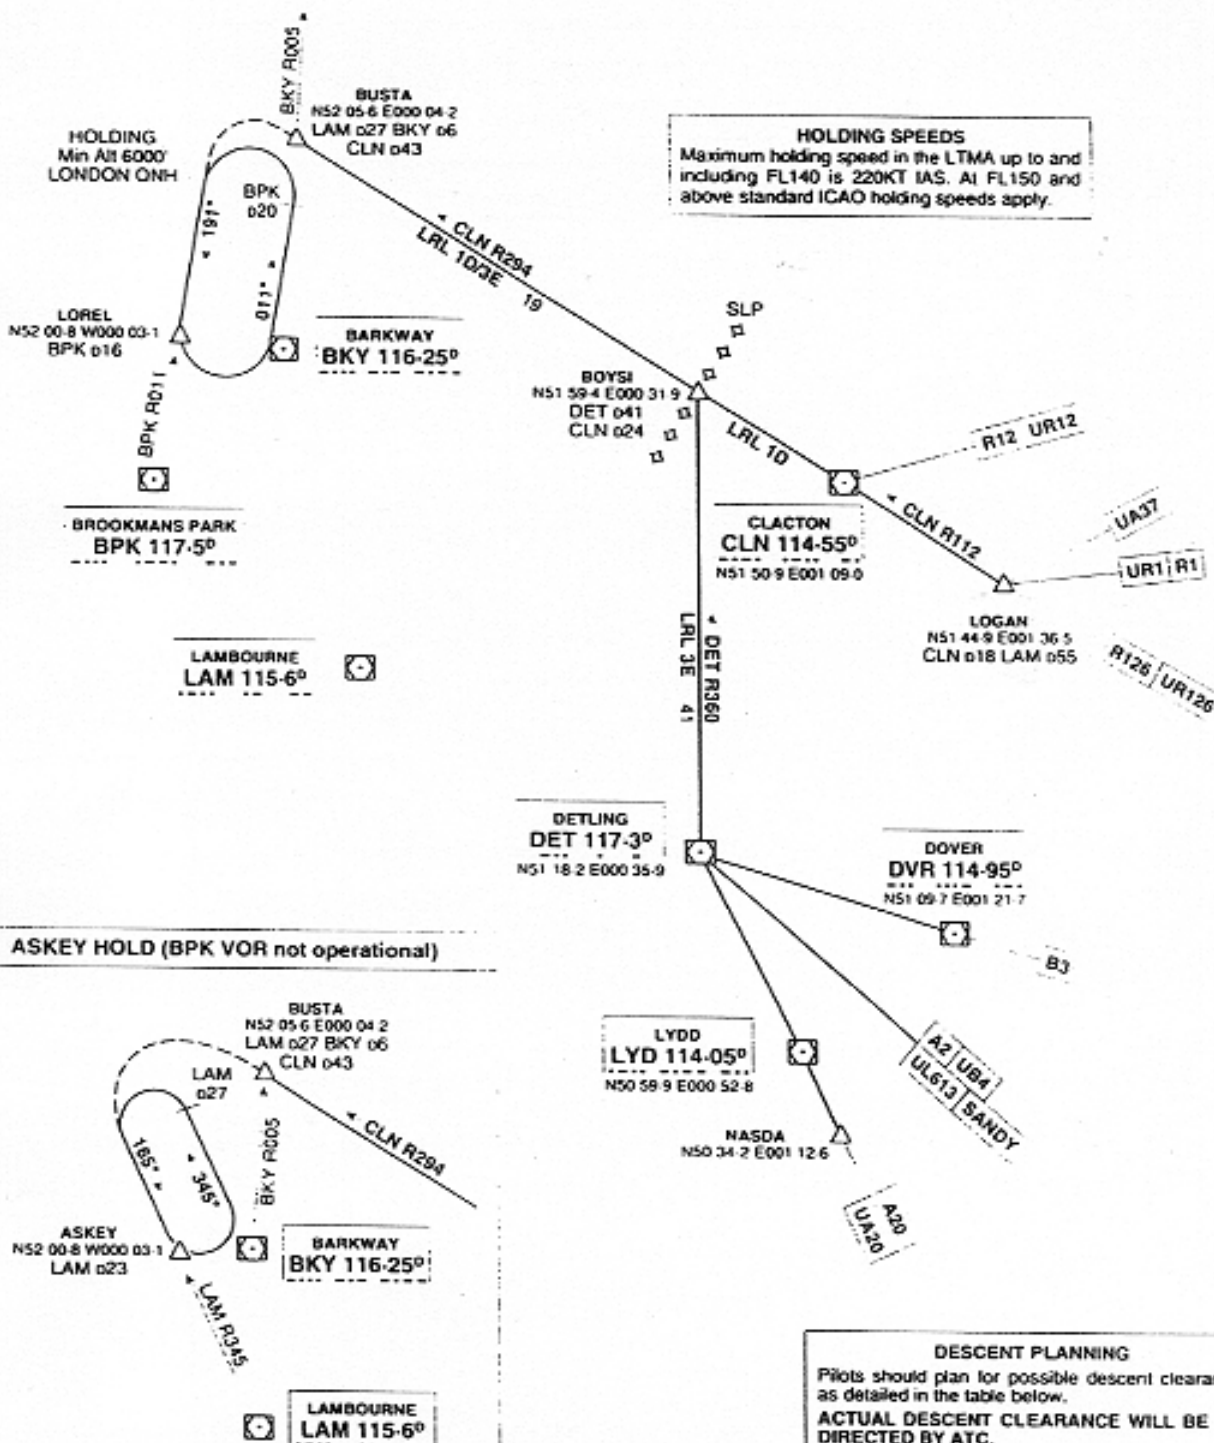 BKY R005
BUSTA
N52 05·6 E000 04·2
LAM D27 BKY D6
CLN D43
HOLDING
Min Alt 6000'
LONDON QNH
BPK
D20
191°
011°
LOREL
N52 00·8 W000 03·1
BPK D16
BARKWAY
BKY 116·25D
BPK R011
BROOKMANS PARK
BPK 117·5D
LAMBOURNE
LAM 115·6D
HOLDING SPEEDS
Maximum holding speed in the LTMA up to and
including FL140 is 220KT IAS. At FL150 and
above standard ICAO holding speeds apply.
CLN R294
LRL 1D/3E 19
SLP
BOYSI
N51 59·4 E000 31·9
DET D41
CLN D24
LRL 1D
R12 UR12
CLACTON
CLN 114·55D
N51 50·9 E001 09·0
CLN R112
UA37
UR1 R1
LOGAN
N51 44·9 E001 36·5
CLN D18 LAM D55
R126 UR126
DET R360
LRL 3E 41
DETLING
DET 117·3D
N51 18·2 E000 35·9
DOVER
DVR 114·95D
N51 09·7 E001 21·7
B3
LYDD
LYD 114·05D
N50 59·9 E000 52·8
A2 UB4
UL613 SANDY
NASDA
N50 34·2 E001 12·6
A20
UA20
ASKEY HOLD (BPK VOR not operational)
BUSTA
N52 05·6 E000 04·2
LAM D27 BKY D6
CLN D43
LAM
D27
165°
345°
BKY R005
CLN R294
ASKEY
N52 00·8 W000 03·1
LAM D23
BARKWAY
BKY 116·25D
LAM R345
LAMBOURNE
LAM 115·6D
DESCENT PLANNING
Pilots should plan for possible descent clearan
as detailed in the table below.
ACTUAL DESCENT CLEARANCE WILL BE
DIRECTED BY ATC.